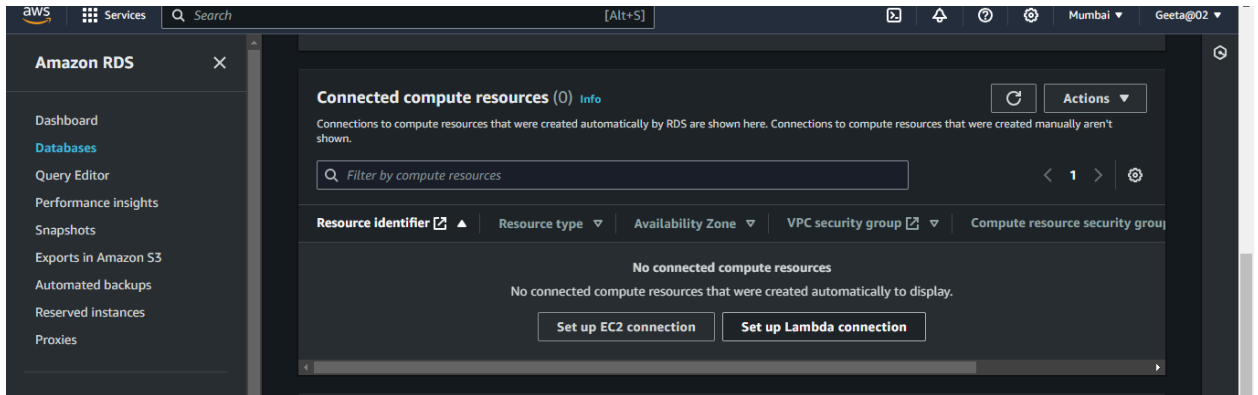 aws Services Search [Alt+S] Mumbai ▼ Geeta@02 ▼
Amazon RDS
Dashboard
Databases
Query Editor
Performance insights
Snapshots
Exports in Amazon S3
Automated backups
Reserved instances
Proxies
Connected compute resources (0) Info
Actions ▼
Connections to compute resources that were created automatically by RDS are shown here. Connections to compute resources that were created manually aren't
shown.
Filter by compute resources
< 1 >
Resource identifier Resource type Availability Zone VPC security group Compute resource security group
No connected compute resources
No connected compute resources that were created automatically to display.
Set up EC2 connection Set up Lambda connection